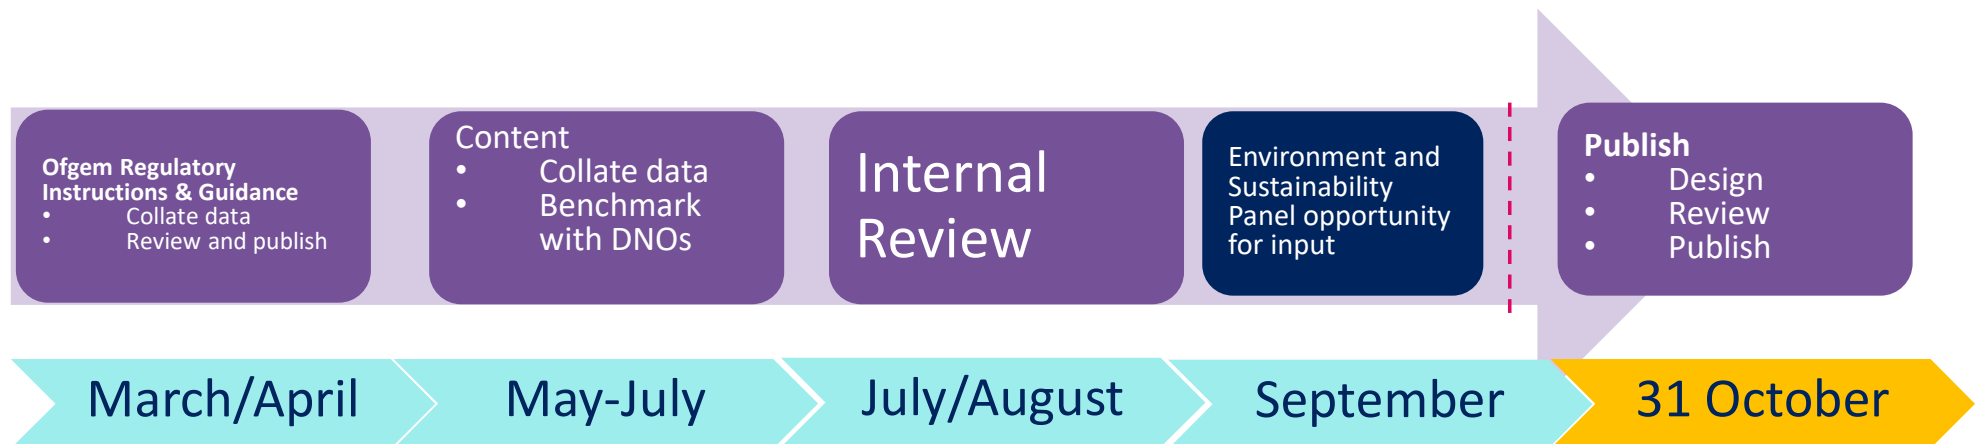 Ofgem Regulatory
Instructions & Guidance
• Collate data
• Review and publish
Content
• Collate data
• Benchmark
with DNOs
Internal
Review
Environment and
Sustainability
Panel opportunity
for input
Publish
• Design
• Review
• Publish
March/April
May-July
July/August
September
31 October